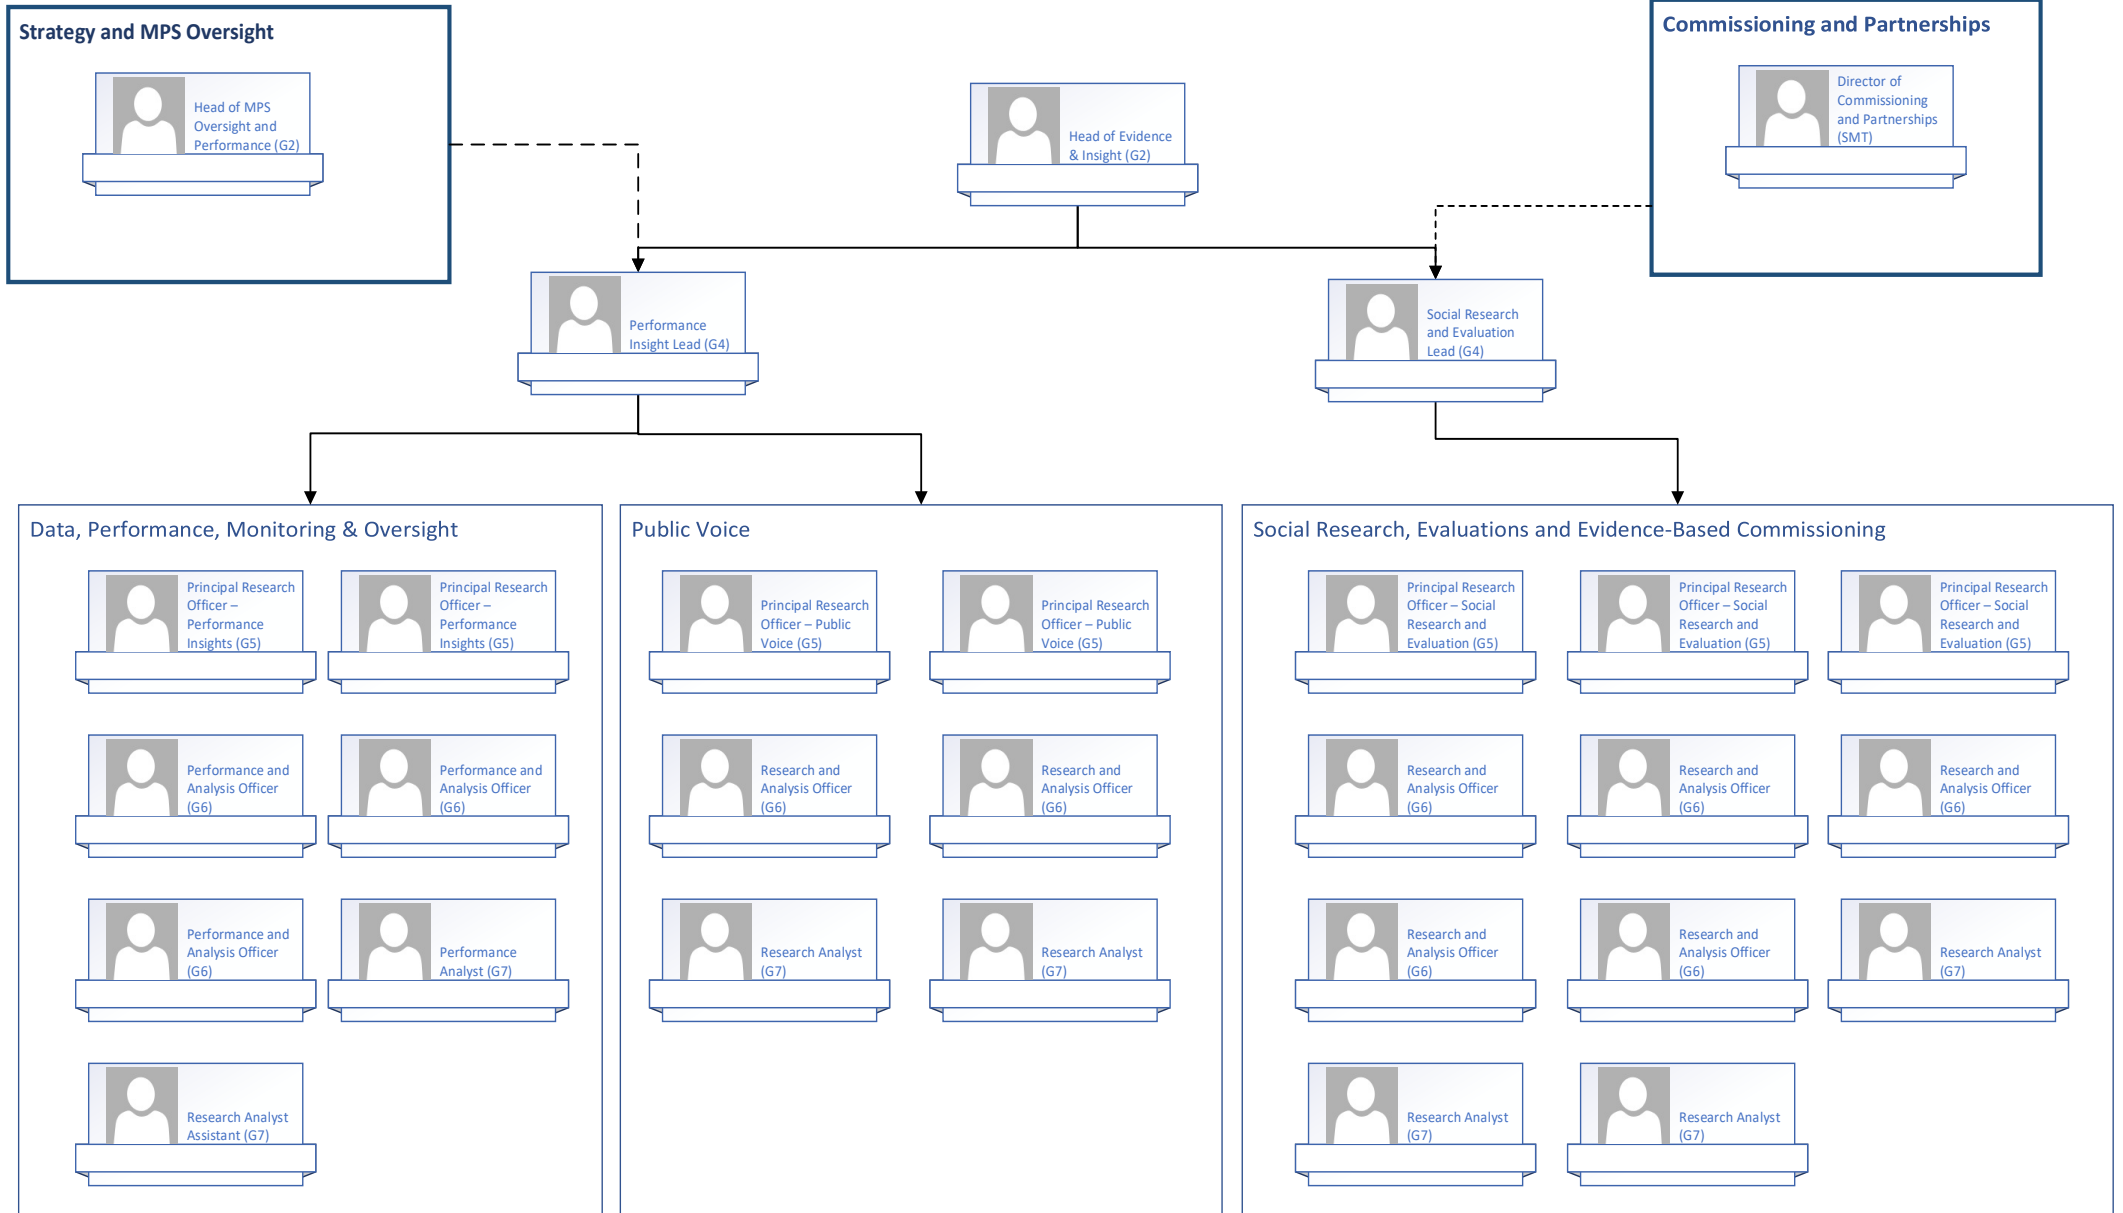 Strategy and MPS Oversight
Head of MPS
Oversight and
Performance (G2)
Head of Evidence
& Insight (G2)
Commissioning and Partnerships
Director of
Commissioning
and Partnerships
(SMT)
Performance
Insight Lead (G4)
Social Research
and Evaluation
Lead (G4)
Data, Performance, Monitoring & Oversight
Principal Research
Officer –
Performance
Insights (G5)
Principal Research
Officer –
Performance
Insights (G5)
Performance and
Analysis Officer
(G6)
Performance and
Analysis Officer
(G6)
Performance and
Analysis Officer
(G6)
Performance
Analyst (G7)
Research Analyst
Assistant (G7)
Public Voice
Principal Research
Officer – Public
Voice (G5)
Principal Research
Officer – Public
Voice (G5)
Research and
Analysis Officer
(G6)
Research and
Analysis Officer
(G6)
Research Analyst
(G7)
Research Analyst
(G7)
Social Research, Evaluations and Evidence-Based Commissioning
Principal Research
Officer – Social
Research and
Evaluation (G5)
Principal Research
Officer – Social
Research and
Evaluation (G5)
Principal Research
Officer – Social
Research and
Evaluation (G5)
Research and
Analysis Officer
(G6)
Research and
Analysis Officer
(G6)
Research and
Analysis Officer
(G6)
Research and
Analysis Officer
(G6)
Research and
Analysis Officer
(G6)
Research Analyst
(G7)
Research Analyst
(G7)
Research Analyst
(G7)